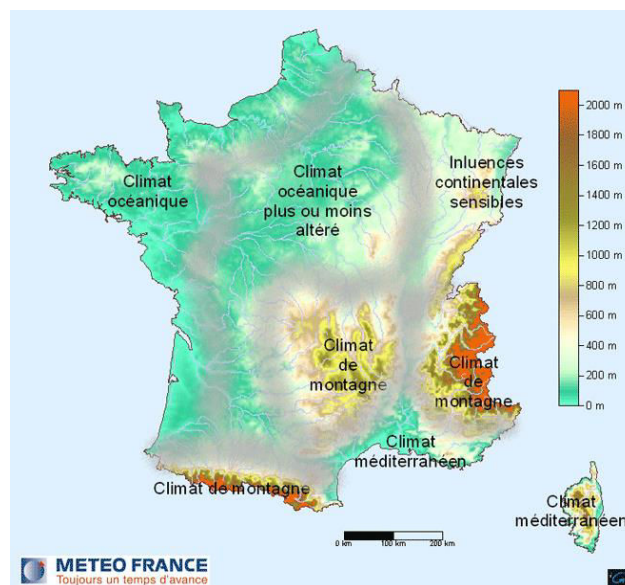 Climat
océanique
Climat
océanique
plus ou moins
altéré
Inluences
continentales
sensibles
2000 m
1800 m
1600 m
1400 m
1200 m
1000 m
800 m
600 m
400 m
200 m
0 m
Climat
de
montagne
Climat
de
montagne
Climat
méditerranéen
Climat de montagne
Climat
méditerranéen
0 km 100 km 200 km
METEO FRANCE
Toujours un temps d'avance